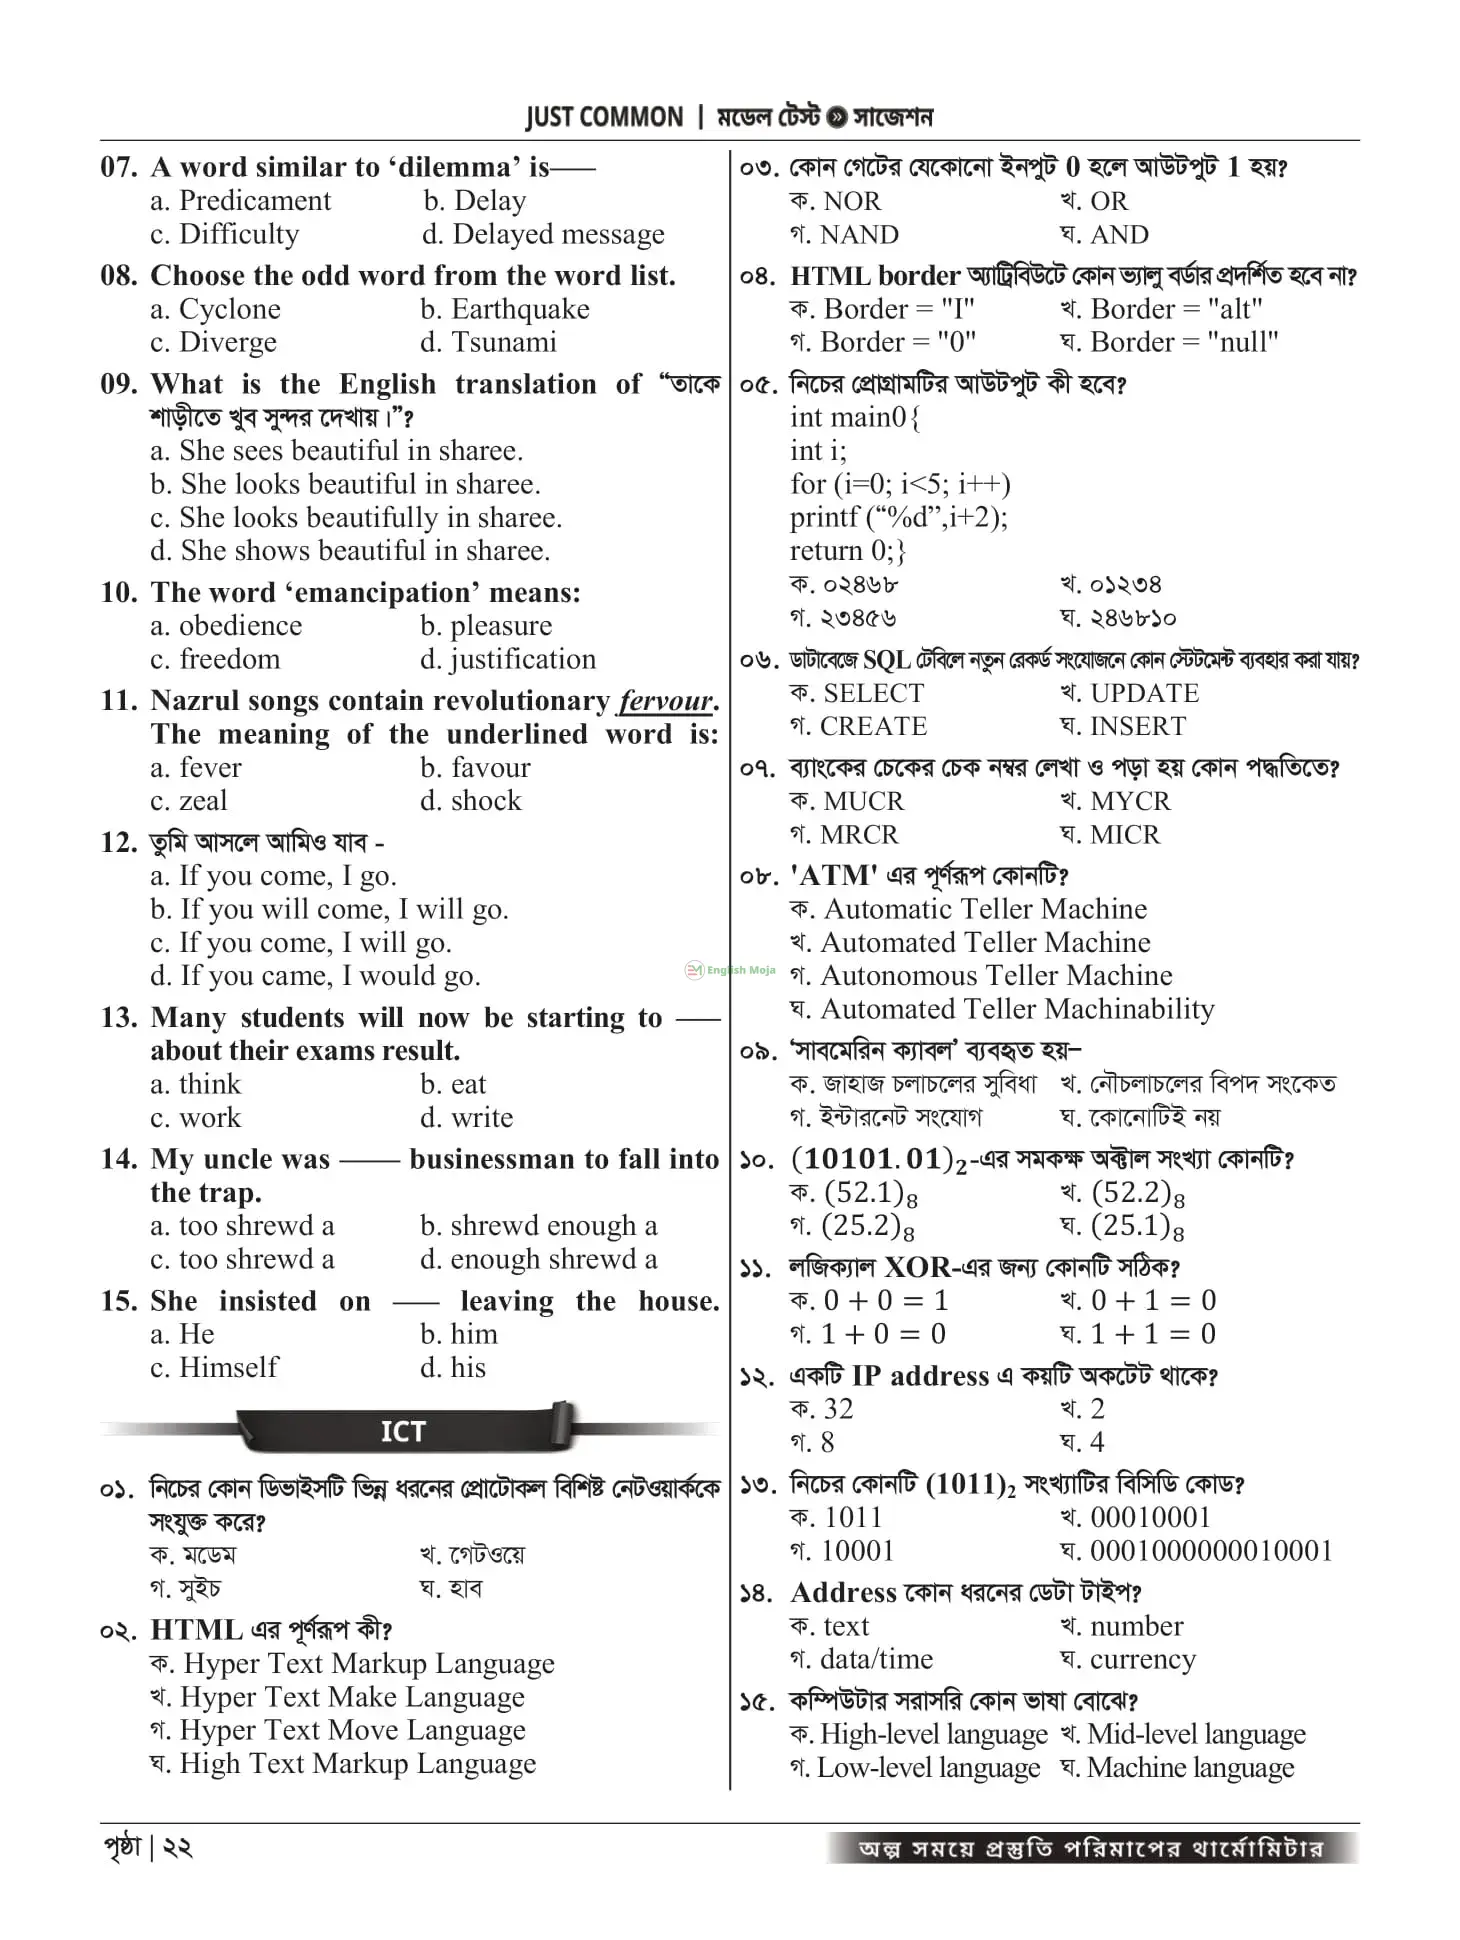 JUST COMMON | মডেল টেস্ট » সাজেশন
07. A word similar to ‘dilemma’ is——
a. Predicament b. Delay
c. Difficulty d. Delayed message
08. Choose the odd word from the word list.
a. Cyclone b. Earthquake
c. Diverge d. Tsunami
09. What is the English translation of “তাকে
শাড়ীতে খুব সুন্দর দেখায়।”?
a. She sees beautiful in sharee.
b. She looks beautiful in sharee.
c. She looks beautifully in sharee.
d. She shows beautiful in sharee.
10. The word ‘emancipation’ means:
a. obedience b. pleasure
c. freedom d. justification
11. Nazrul songs contain revolutionary fervour.
The meaning of the underlined word is:
a. fever b. favour
c. zeal d. shock
12. তুমি আসলে আমিও যাব -
a. If you come, I go.
b. If you will come, I will go.
c. If you come, I will go.
d. If you came, I would go.
13. Many students will now be starting to ——
about their exams result.
a. think b. eat
c. work d. write
14. My uncle was —— businessman to fall into
the trap.
a. too shrewd a b. shrewd enough a
c. too shrewd a d. enough shrewd a
15. She insisted on —— leaving the house.
a. He b. him
c. Himself d. his
ICT
০১. নিচের কোন ডিভাইসটি ভিন্ন ধরনের প্রোটোকল বিশিষ্ট নেটওয়ার্ককে
সংযুক্ত করে?
ক. মডেম খ. গেটওয়ে
গ. সুইচ ঘ. হাব
০২. HTML এর পূর্ণরূপ কী?
ক. Hyper Text Markup Language
খ. Hyper Text Make Language
গ. Hyper Text Move Language
ঘ. High Text Markup Language
০৩. কোন গেটের যেকোনো ইনপুট 0 হলে আউটপুট 1 হয়?
ক. NOR খ. OR
গ. NAND ঘ. AND
০৪. HTML border অ্যাট্রিবিউটে কোন ভ্যালু বর্ডার প্রদর্শিত হবে না?
ক. Border = "I" খ. Border = "alt"
গ. Border = "0" ঘ. Border = "null"
০৫. নিচের প্রোগ্রামটির আউটপুট কী হবে?
int main0{
int i;
for (i=0; i<5; i++)
printf (“%d”,i+2);
return 0;}
ক. ০২৪৬৮ খ. ০১২৩৪
গ. ২৩৪৫৬ ঘ. ২৪৬৮১০
০৬. ডাটাবেজে SQL টেবিলে নতুন রেকর্ড সংযোজনে কোন স্টেটমেন্ট ব্যবহার করা যায়?
ক. SELECT খ. UPDATE
গ. CREATE ঘ. INSERT
০৭. ব্যাংকের চেকের চেক নম্বর লেখা ও পড়া হয় কোন পদ্ধতিতে?
ক. MUCR খ. MYCR
গ. MRCR ঘ. MICR
০৮. 'ATM' এর পূর্ণরূপ কোনটি?
ক. Automatic Teller Machine
খ. Automated Teller Machine
গ. Autonomous Teller Machine
ঘ. Automated Teller Machinability
০৯. ‘সাবমেরিন ক্যাবল’ ব্যবহৃত হয়–
ক. জাহাজ চলাচলের সুবিধা খ. নৌচলাচলের বিপদ সংকেত
গ. ইন্টারনেট সংযোগ ঘ. কোনোটিই নয়
১০. (10101.01)₂-এর সমকক্ষ অক্টাল সংখ্যা কোনটি?
ক. (52.1)₈ খ. (52.2)₈
গ. (25.2)₈ ঘ. (25.1)₈
১১. লজিক্যাল XOR-এর জন্য কোনটি সঠিক?
ক. 0 + 0 = 1 খ. 0 + 1 = 0
গ. 1 + 0 = 0 ঘ. 1 + 1 = 0
১২. একটি IP address এ কয়টি অকটেট থাকে?
ক. 32 খ. 2
গ. 8 ঘ. 4
১৩. নিচের কোনটি (1011)₂ সংখ্যাটির বিসিডি কোড?
ক. 1011 খ. 00010001
গ. 10001 ঘ. 0001000000010001
১৪. Address কোন ধরনের ডেটা টাইপ?
ক. text খ. number
গ. data/time ঘ. currency
১৫. কম্পিউটার সরাসরি কোন ভাষা বোঝে?
ক. High-level language খ. Mid-level language
গ. Low-level language ঘ. Machine language
English Moja
পৃষ্ঠা | ২২
অল্প সময়ে প্রস্তুতি পরিমাপের থার্মোমিটার